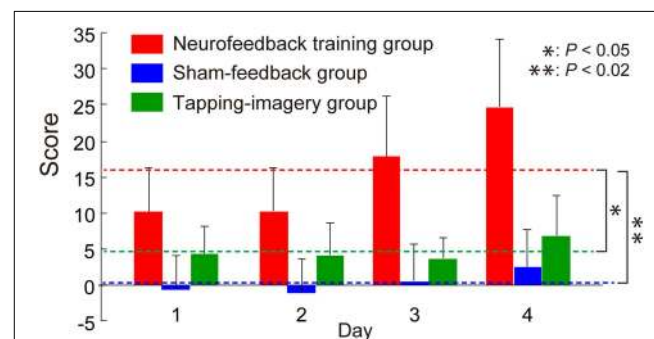 35
30
25
20
15
10
5
0
-5
Score
Neurofeedback training group
Sham-feedback group
Tapping-imagery group
*: P < 0.05
**: P < 0.02
*
**
1 2 3 4
Day